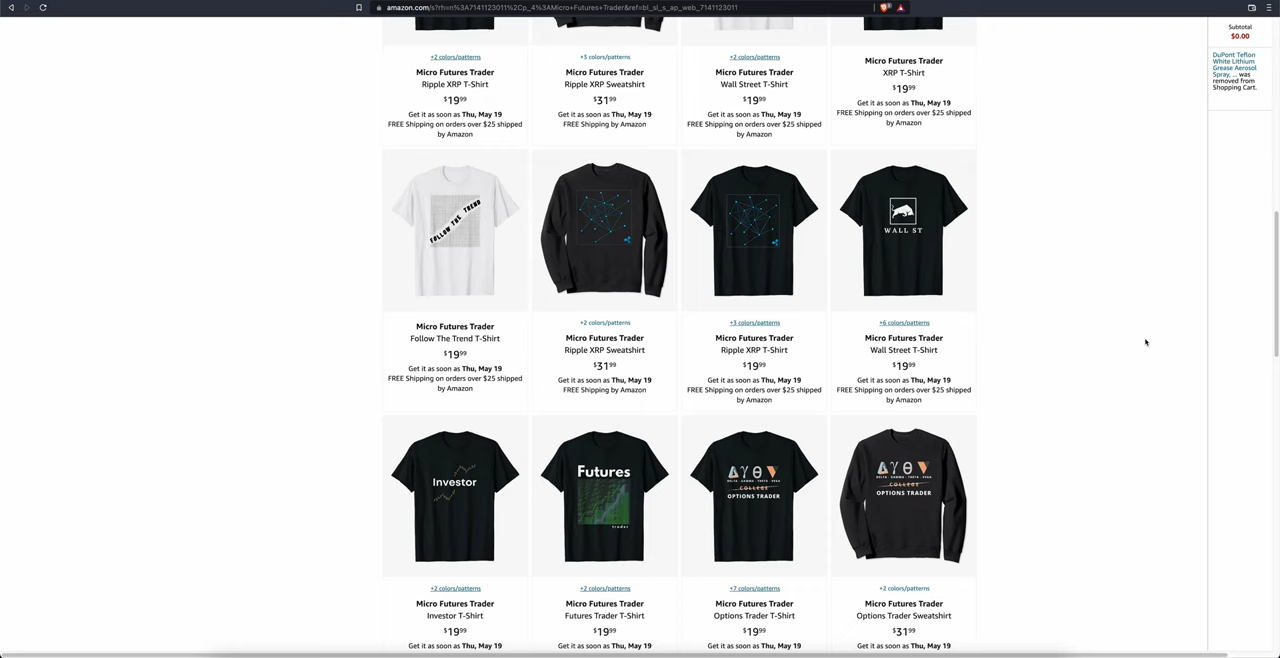 amazon.com/s?rh=n%3A7141123011%2Cp_4%3AMicro+Futures+Trader&ref=bl_sl_s_ap_web_7141123011
Subtotal
$0.00
DuPont Teflon
White Lithium
Grease Aerosol
Spray, ... was
removed from
Shopping Cart.
+2 colors/patterns
Micro Futures Trader
Ripple XRP T-Shirt
$19.99
Get it as soon as Thu, May 19
FREE Shipping on orders over $25 shipped
by Amazon
+3 colors/patterns
Micro Futures Trader
Ripple XRP Sweatshirt
$31.99
Get it as soon as Thu, May 19
FREE Shipping by Amazon
+2 colors/patterns
Micro Futures Trader
Wall Street T-Shirt
$19.99
Get it as soon as Thu, May 19
FREE Shipping on orders over $25 shipped
by Amazon
Micro Futures Trader
XRP T-Shirt
$19.99
Get it as soon as Thu, May 19
FREE Shipping on orders over $25 shipped
by Amazon
FOLLOW THE TREND
Micro Futures Trader
Follow The Trend T-Shirt
$19.99
Get it as soon as Thu, May 19
FREE Shipping on orders over $25 shipped
by Amazon
+2 colors/patterns
Micro Futures Trader
Ripple XRP Sweatshirt
$31.99
Get it as soon as Thu, May 19
FREE Shipping by Amazon
+3 colors/patterns
Micro Futures Trader
Ripple XRP T-Shirt
$19.99
Get it as soon as Thu, May 19
FREE Shipping on orders over $25 shipped
by Amazon
WALL ST
+6 colors/patterns
Micro Futures Trader
Wall Street T-Shirt
$19.99
Get it as soon as Thu, May 19
FREE Shipping on orders over $25 shipped
by Amazon
Investor
+2 colors/patterns
Micro Futures Trader
Investor T-Shirt
$19.99
Get it as soon as Thu, May 19
Futures
trader
+2 colors/patterns
Micro Futures Trader
Futures Trader T-Shirt
$19.99
Get it as soon as Thu, May 19
Δ γ θ
DELTA · GAMMA · THETA · VEGA
COLLEGE
OPTIONS TRADER
+7 colors/patterns
Micro Futures Trader
Options Trader T-Shirt
$19.99
Get it as soon as Thu, May 19
Δ γ θ
DELTA · GAMMA · THETA · VEGA
COLLEGE
OPTIONS TRADER
+2 colors/patterns
Micro Futures Trader
Options Trader Sweatshirt
$31.99
Get it as soon as Thu, May 19